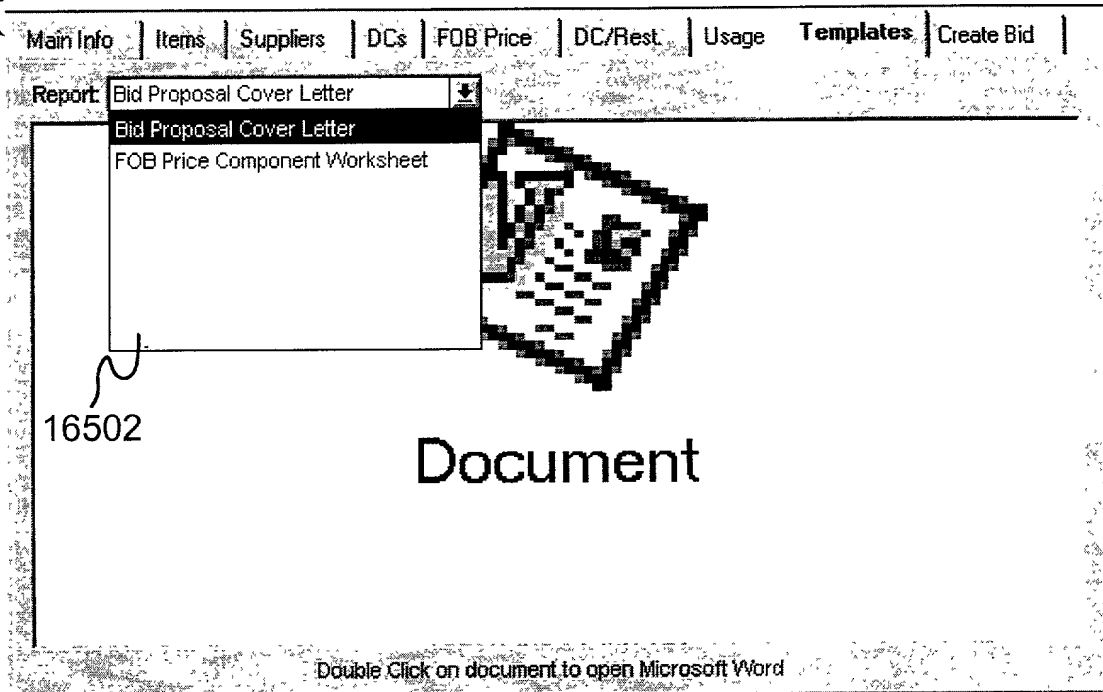 Main Info Items Suppliers DCs FOB Price DC/Rest. Usage Templates Create Bid
Report: Bid Proposal Cover Letter
Bid Proposal Cover Letter
FOB Price Component Worksheet
16502
Document
Double Click on document to open Microsoft Word